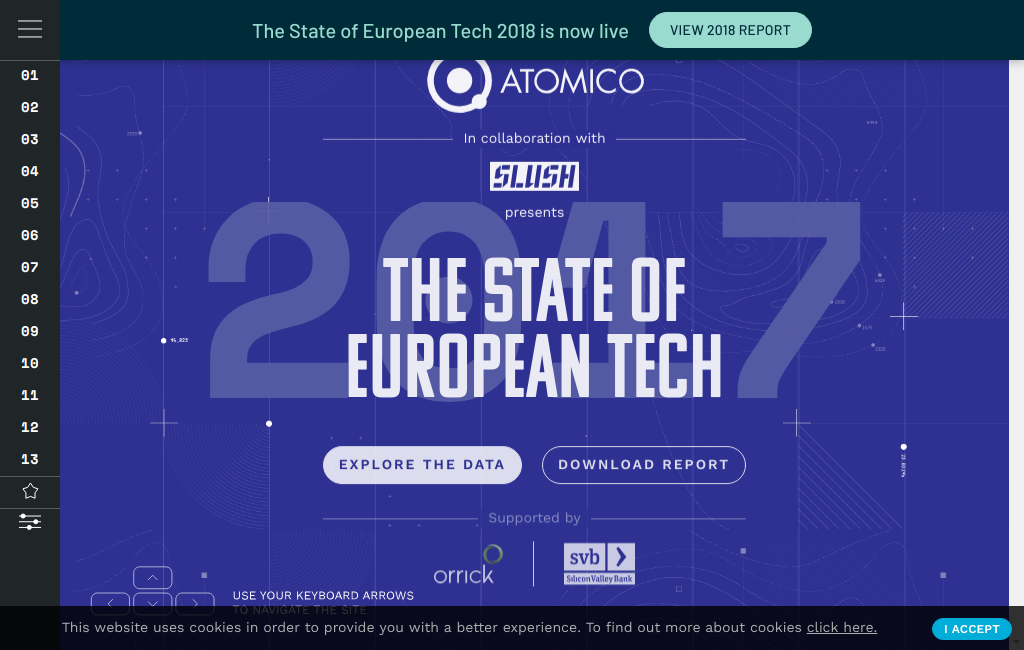 The State of European Tech 2018 is now live
VIEW 2018 REPORT
01
02
03
04
05
06
07
08
09
10
11
12
13
ATOMICO
In collaboration with
SLUSH
presents
2017
THE STATE OF
EUROPEAN TECH
EXPLORE THE DATA
DOWNLOAD REPORT
Supported by
orrick
svb
Silicon Valley Bank
USE YOUR KEYBOARD ARROWS
TO NAVIGATE THE SITE
This website uses cookies in order to provide you with a better experience. To find out more about cookies click here.
I ACCEPT